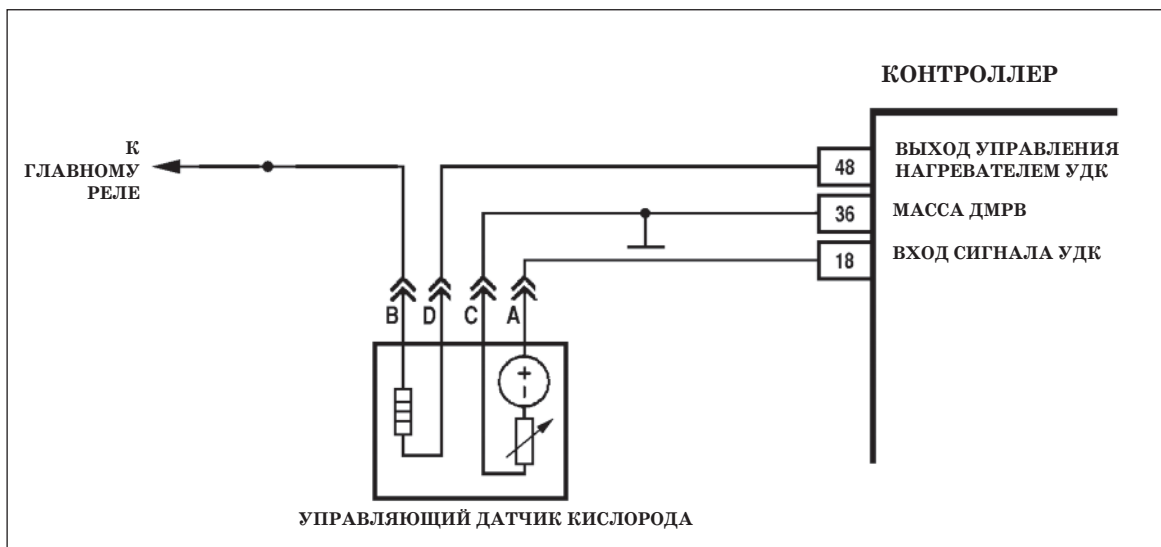 КОНТРОЛЛЕР
К
ГЛАВНОМУ
РЕЛЕ
48
ВЫХОД УПРАВЛЕНИЯ
НАГРЕВАТЕЛЕМ УДК
36
МАССА ДМРВ
18
ВХОД СИГНАЛА УДК
B D C A
+
-
УПРАВЛЯЮЩИЙ ДАТЧИК КИСЛОРОДА